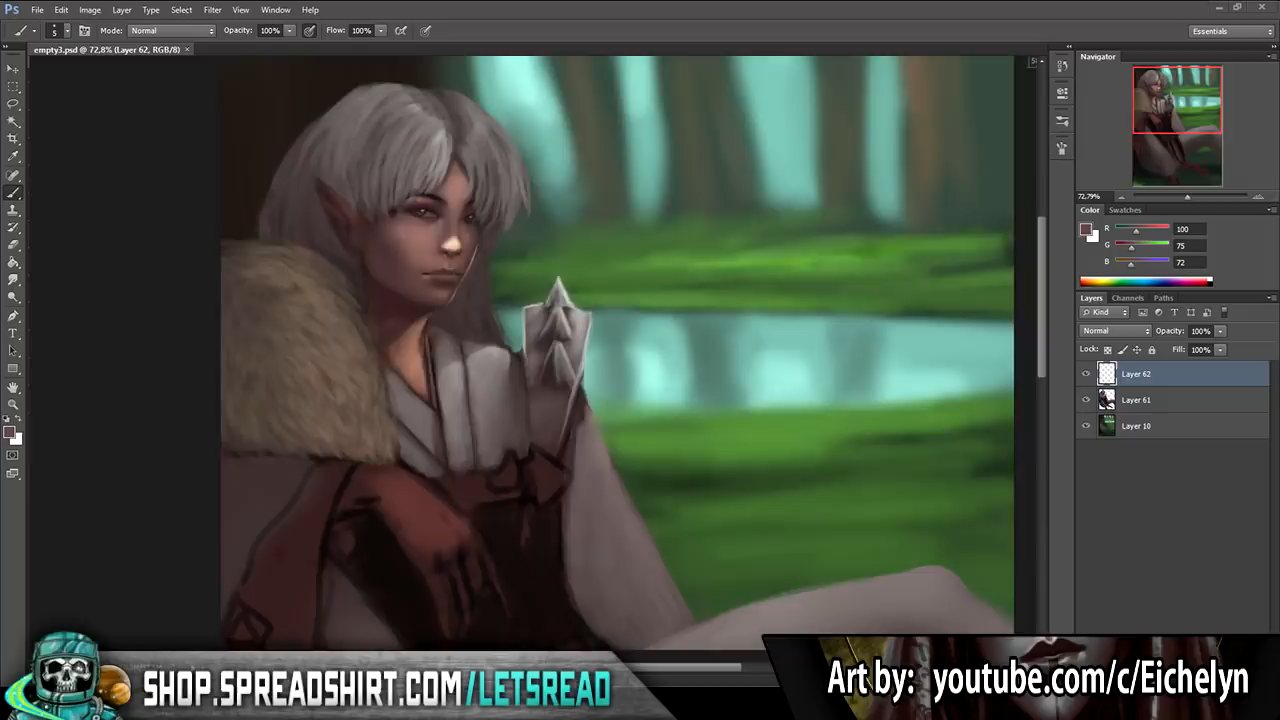 Ps File Edit Image Layer Type Select Filter View Window Help
5 Mode: Normal Opacity: 100% Flow: 100% Essentials
empty3.psd @ 72,8% (Layer 62, RGB/8) ×
Navigator
72,79%
Color Swatches
R 100
G 75
B 72
Layers Channels Paths
Kind
Normal Opacity: 100%
Lock: Fill: 100%
Layer 62
Layer 61
Layer 10
SHOP.SPREADSHIRT.COM/LETSREAD
Art by: youtube.com/c/Eichelyn